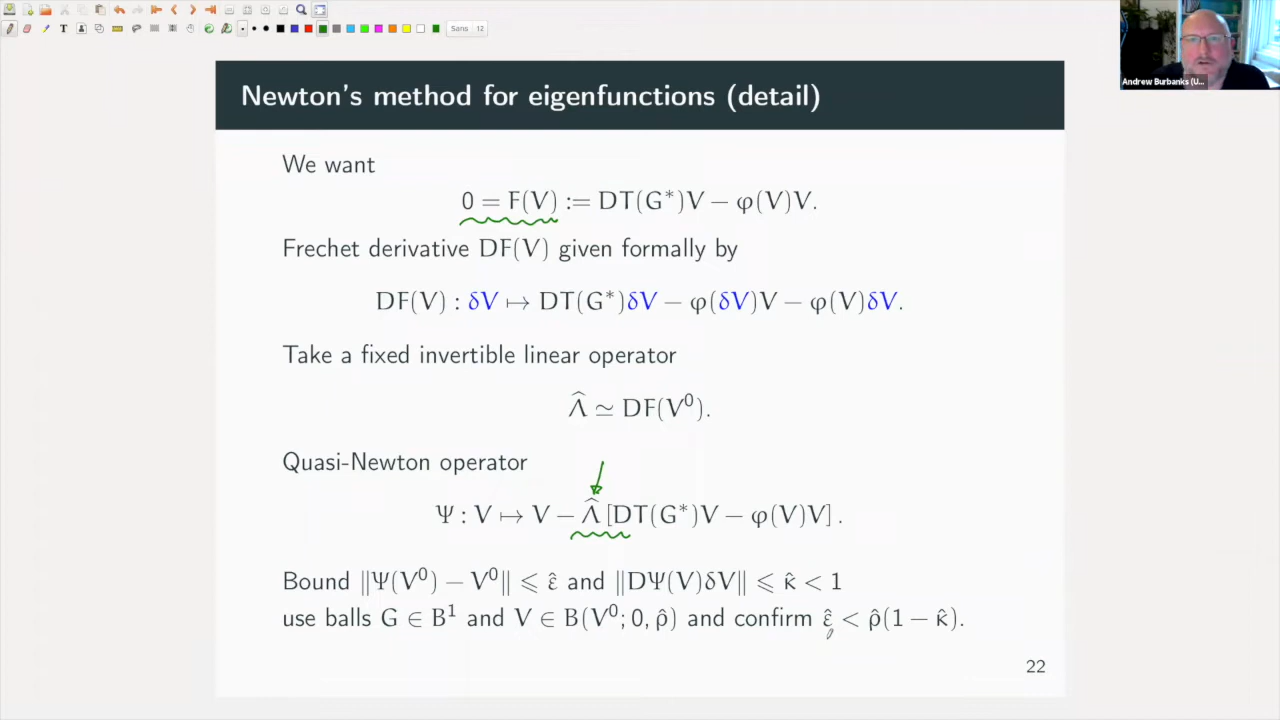 Sans 12
Andrew Burbanks (U...
Newton's method for eigenfunctions (detail)
We want
0 = F(V) := DT(G*)V − φ(V)V.
Frechet derivative DF(V) given formally by
DF(V) : δV ↦ DT(G*)δV − φ(δV)V − φ(V)δV.
Take a fixed invertible linear operator
Λ̂ ≃ DF(V⁰).
Quasi-Newton operator
Ψ : V ↦ V − Λ̂ [DT(G*)V − φ(V)V] .
Bound ‖Ψ(V⁰) − V⁰‖ ⩽ ε̂ and ‖DΨ(V)δV‖ ⩽ κ̂ < 1
use balls G ∈ B¹ and V ∈ B(V⁰; 0, ρ̂) and confirm ε̂ < ρ̂(1 − κ̂).
22